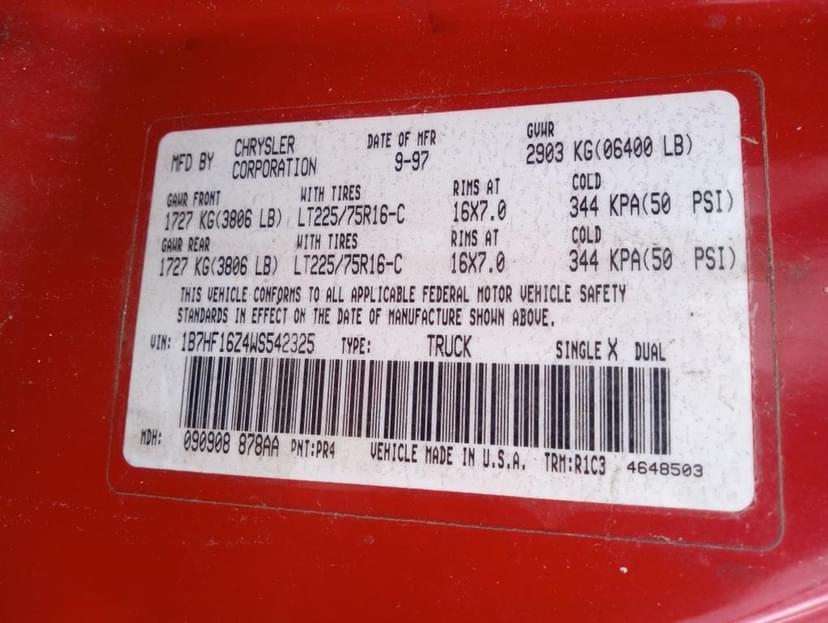 MFD BY CHRYSLER CORPORATION DATE OF MFR 9-97 GVWR 2903 KG(06400 LB)
GAWR FRONT WITH TIRES RIMS AT COLD
1727 KG(3806 LB) LT225/75R16-C 16X7.0 344 KPA(50 PSI)
GAWR REAR WITH TIRES RIMS AT COLD
1727 KG(3806 LB) LT225/75R16-C 16X7.0 344 KPA(50 PSI)
THIS VEHICLE CONFORMS TO ALL APPLICABLE FEDERAL MOTOR VEHICLE SAFETY
STANDARDS IN EFFECT ON THE DATE OF MANUFACTURE SHOWN ABOVE.
VIN: 1B7HF16Z4WS542325 TYPE: TRUCK SINGLE X DUAL
MDH: 090908 878AA PNT:PR4 VEHICLE MADE IN U.S.A. TRM:R1C3 4648503